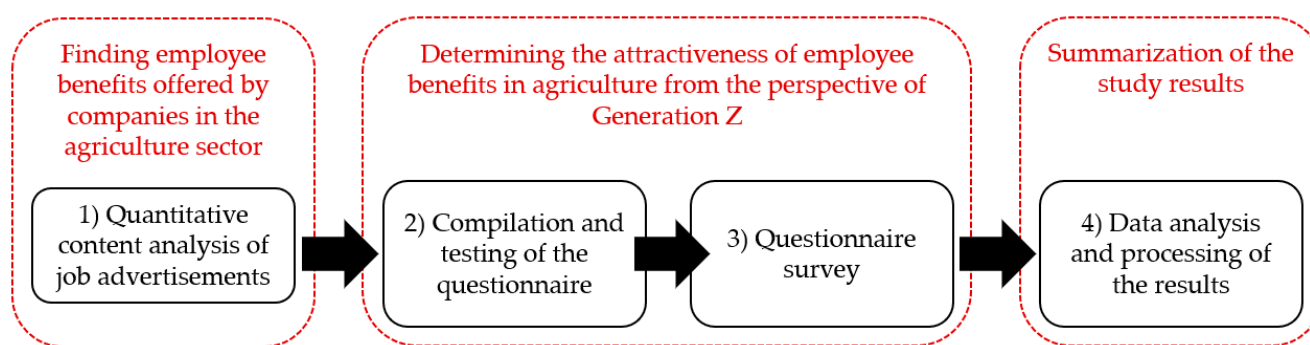 Finding employee
benefits offered by
companies in the
agriculture sector
1) Quantitative
content analysis of
job advertisements
Determining the attractiveness of employee
benefits in agriculture from the perspective of
Generation Z
2) Compilation and
testing of the
questionnaire
3) Questionnaire
survey
Summarization of the
study results
4) Data analysis
and processing of
the results